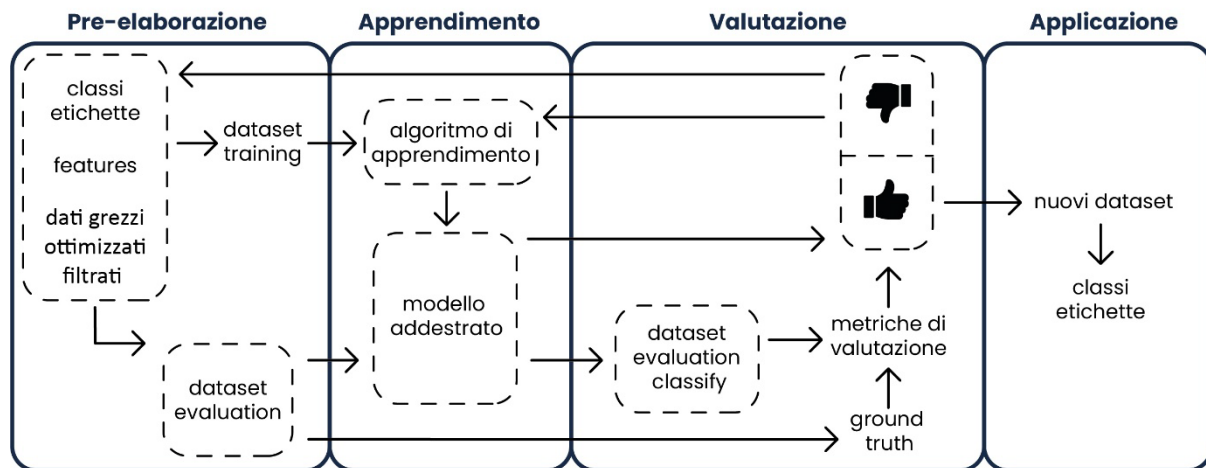 Pre-elaborazione
Apprendimento
Valutazione
Applicazione
classi
etichette
features
dati grezzi
ottimizzati
filtrati
dataset
training
dataset
evaluation
algoritmo di
apprendimento
modello
addestrato
dataset
evaluation
classify
metriche di
valutazione
ground
truth
nuovi dataset
classi
etichette